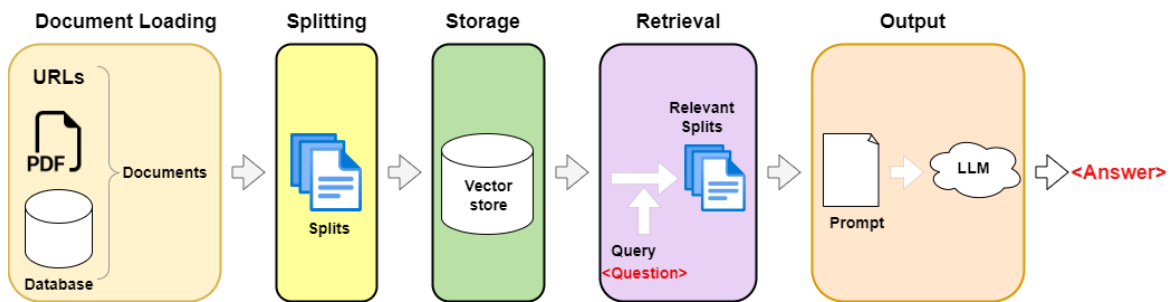 Document Loading
Splitting
Storage
Retrieval
Output
URLs
PDF
Documents
Database
Splits
Vector
store
Relevant
Splits
Query
<Question>
Prompt
LLM
<Answer>